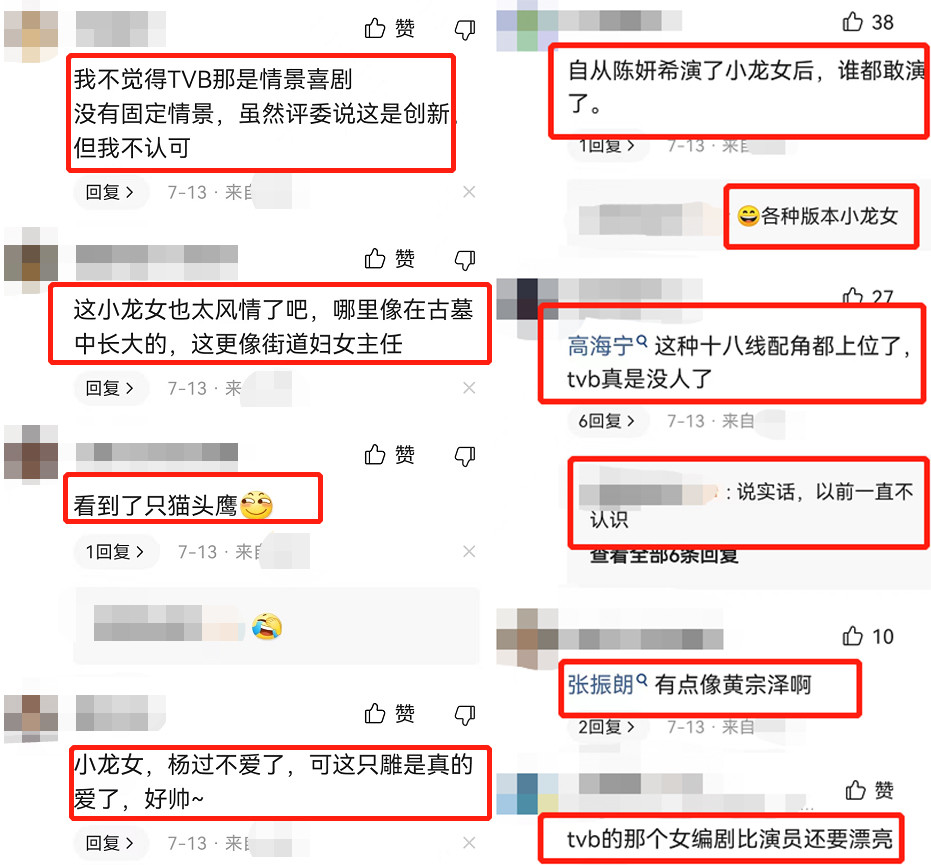 赞
我不觉得TVB那是情景喜剧
没有固定情景，虽然评委说这是创新，
但我不认可
回复 7-13 · 来自
赞
这小龙女也太风情了吧，哪里像在古墓
中长大的，这更像街道妇女主任
回复 7-13 · 来
赞
看到了只猫头鹰
1回复 7-13 · 来自
赞
小龙女，杨过不爱了，可这只雕是真的
爱了，好帅~
回复 7-13 · 来自
38
自从陈妍希演了小龙女后，谁都敢演
了。
1回复 7-13 · 来自
😄各种版本小龙女
27
高海宁 这种十八线配角都上位了，
tvb真是没人了
6回复 7-13 · 来自
：说实话，以前一直不
认识
查看全部6条回复
10
张振朗 有点像黄宗泽啊
2回复 7-13 · 来自
赞
tvb的那个女编剧比演员还要漂亮